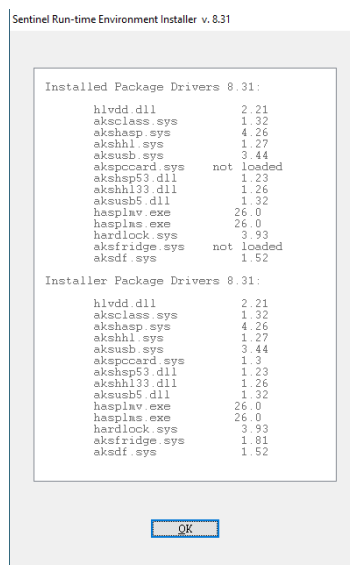 Sentinel Run-time Environment Installer v. 8.31
Installed Package Drivers 8.31:
hlvdd.dll 2.21
aksclass.sys 1.32
akshasp.sys 4.26
akshhl.sys 1.27
aksusb.sys 3.44
akspccard.sys not loaded
akshsp53.dll 1.23
akshhl33.dll 1.26
aksusb5.dll 1.32
hasplmv.exe 26.0
hasplms.exe 26.0
hardlock.sys 3.93
aksfridge.sys not loaded
aksdf.sys 1.52
Installer Package Drivers 8.31:
hlvdd.dll 2.21
aksclass.sys 1.32
akshasp.sys 4.26
akshhl.sys 1.27
aksusb.sys 3.44
akspccard.sys 1.3
akshsp53.dll 1.23
akshhl33.dll 1.26
aksusb5.dll 1.32
hasplmv.exe 26.0
hasplms.exe 26.0
hardlock.sys 3.93
aksfridge.sys 1.81
aksdf.sys 1.52
OK